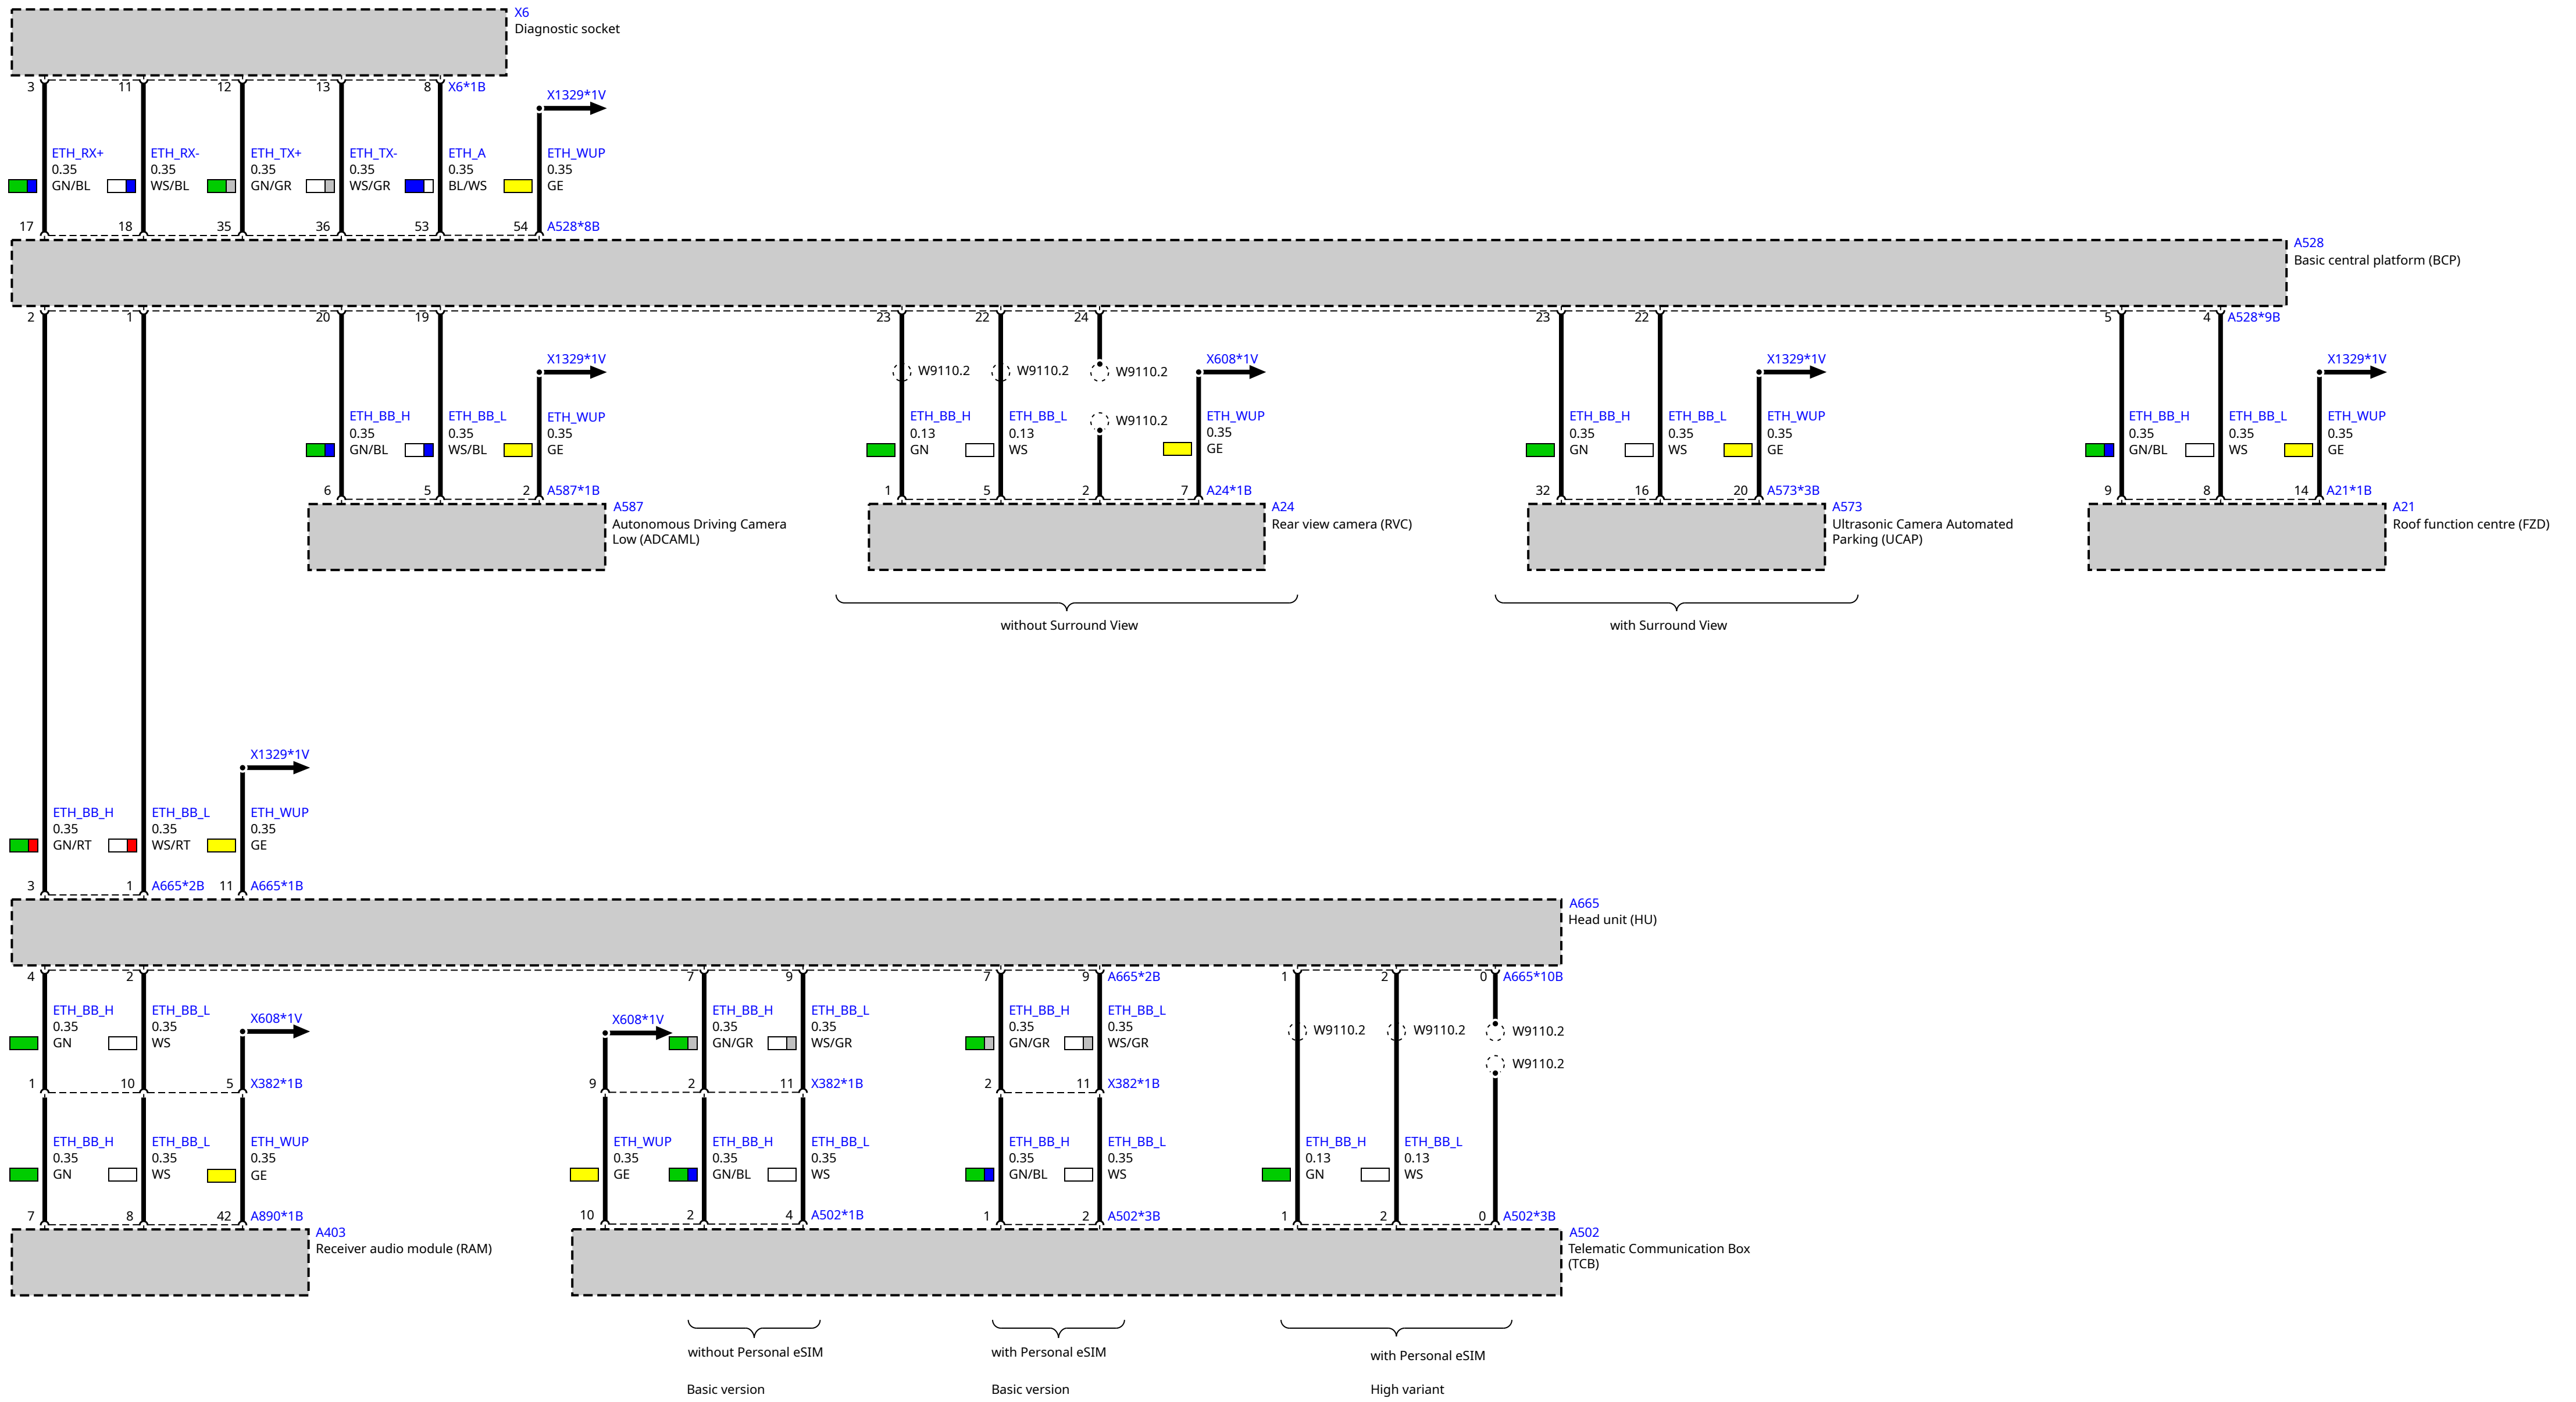 X6
Diagnostic socket
3 11 12 13 8 X6*1B
X1329*1V
ETH_RX+ ETH_RX- ETH_TX+ ETH_TX- ETH_A ETH_WUP
0.35 0.35 0.35 0.35 0.35 0.35
GN/BL WS/BL GN/GR WS/GR BL/WS GE
17 18 35 36 53 54 A528*8B
A528
Basic central platform (BCP)
2 1 20 19 23 22 24 23 22 5 4 A528*9B
X1329*1V X608*1V X1329*1V X1329*1V
W9110.2 W9110.2 W9110.2
W9110.2
ETH_BB_H ETH_BB_L ETH_WUP ETH_BB_H ETH_BB_L ETH_WUP ETH_BB_H ETH_BB_L ETH_WUP ETH_BB_H ETH_BB_L ETH_WUP
0.35 0.35 0.35 0.13 0.13 0.35 0.35 0.35 0.35 0.35 0.35 0.35
GN/BL WS/BL GE GN WS GE GN WS GE GN/BL WS GE
6 5 2 A587*1B 1 5 2 7 A24*1B 32 16 20 A573*3B 9 8 14 A21*1B
A587
Autonomous Driving Camera
Low (ADCAML)
A24
Rear view camera (RVC)
A573
Ultrasonic Camera Automated
Parking (UCAP)
A21
Roof function centre (FZD)
without Surround View
with Surround View
X1329*1V
ETH_BB_H ETH_BB_L ETH_WUP
0.35 0.35 0.35
GN/RT WS/RT GE
3 1 A665*2B 11 A665*1B
A665
Head unit (HU)
4 2 7 9 7 9 A665*2B 1 2 0 A665*10B
ETH_BB_H ETH_BB_L ETH_BB_H ETH_BB_L ETH_BB_H ETH_BB_L
X608*1V X608*1V
0.35 0.35 0.35 0.35 0.35 0.35
W9110.2 W9110.2 W9110.2
GN WS GN/GR WS/GR GN/GR WS/GR
W9110.2
1 10 5 X382*1B 9 2 11 X382*1B 2 11 X382*1B
ETH_BB_H ETH_BB_L ETH_WUP ETH_WUP ETH_BB_H ETH_BB_L ETH_BB_H ETH_BB_L ETH_BB_H ETH_BB_L
0.35 0.35 0.35 0.35 0.35 0.35 0.35 0.35 0.13 0.13
GN WS GE GE GN/BL WS GN/BL WS GN WS
7 8 42 A890*1B 10 2 4 A502*1B 1 2 A502*3B 1 2 0 A502*3B
A403
Receiver audio module (RAM)
A502
Telematic Communication Box
(TCB)
without Personal eSIM
with Personal eSIM
with Personal eSIM
Basic version
Basic version
High variant